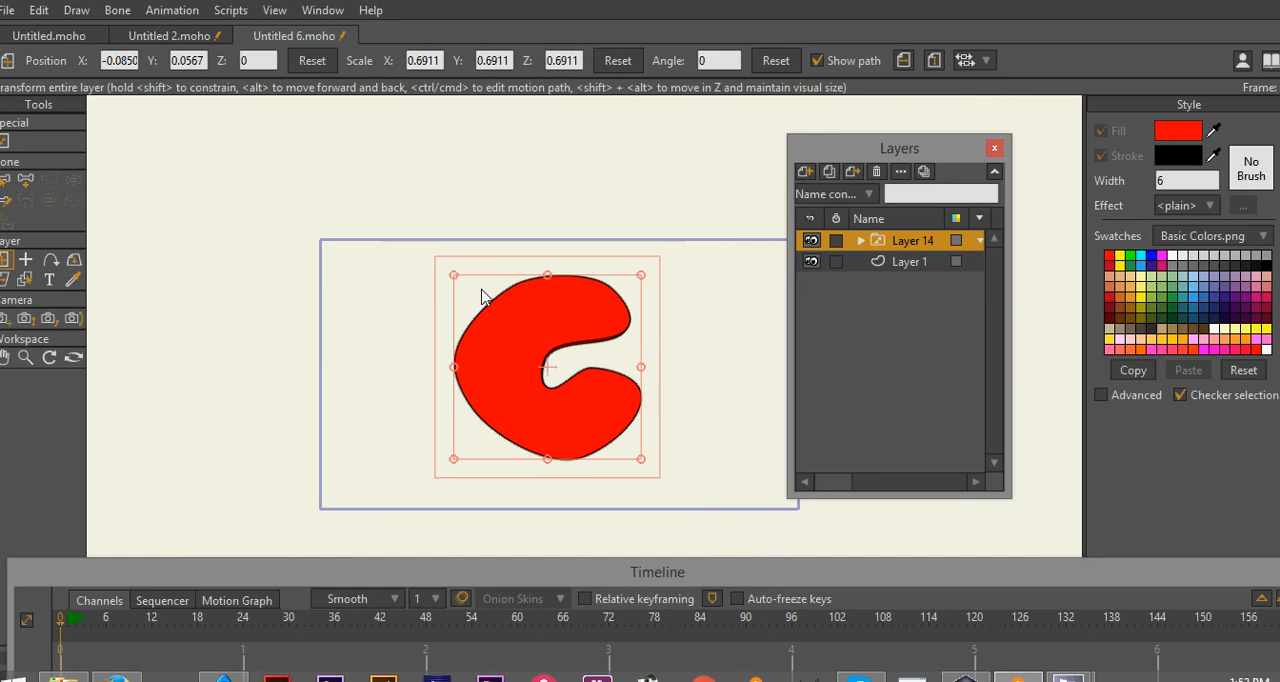 File Edit Draw Bone Animation Scripts View Window Help
Untitled.moho Untitled 2.moho Untitled 6.moho
Position X: -0.0850 Y: 0.0567 Z: 0 Reset Scale X: 0.6911 Y: 0.6911 Z: 0.6911 Reset Angle: 0 Reset Show path
ransform entire layer (hold <shift> to constrain, <alt> to move forward and back, <ctrl/cmd> to edit motion path, <shift> + <alt> to move in Z and maintain visual size) Frame:
Tools
pecial
one
ayer
T
Camera
Vorkspace
Layers
Name con...
Name
Layer 14
Layer 1
Style
Fill
Stroke
No
Brush
Width 6
Effect <plain> ...
Swatches Basic Colors.png
Copy Paste Reset
Advanced Checker selection
Timeline
Channels Sequencer Motion Graph Smooth 1 Onion Skins Relative keyframing Auto-freeze keys
0 6 12 18 24 30 36 42 48 54 60 66 72 78 84 90 96 102 108 114 120 126 132 138 144 150 156
0 1 2 3 4 5 6
1:52 PM